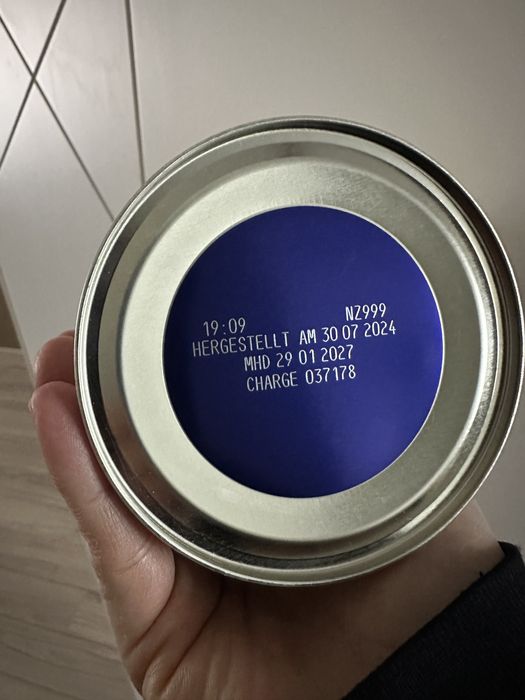 19:09 NZ999
HERGESTELLT AM 30 07 2024
MHD 29 01 2027
CHARGE 037178